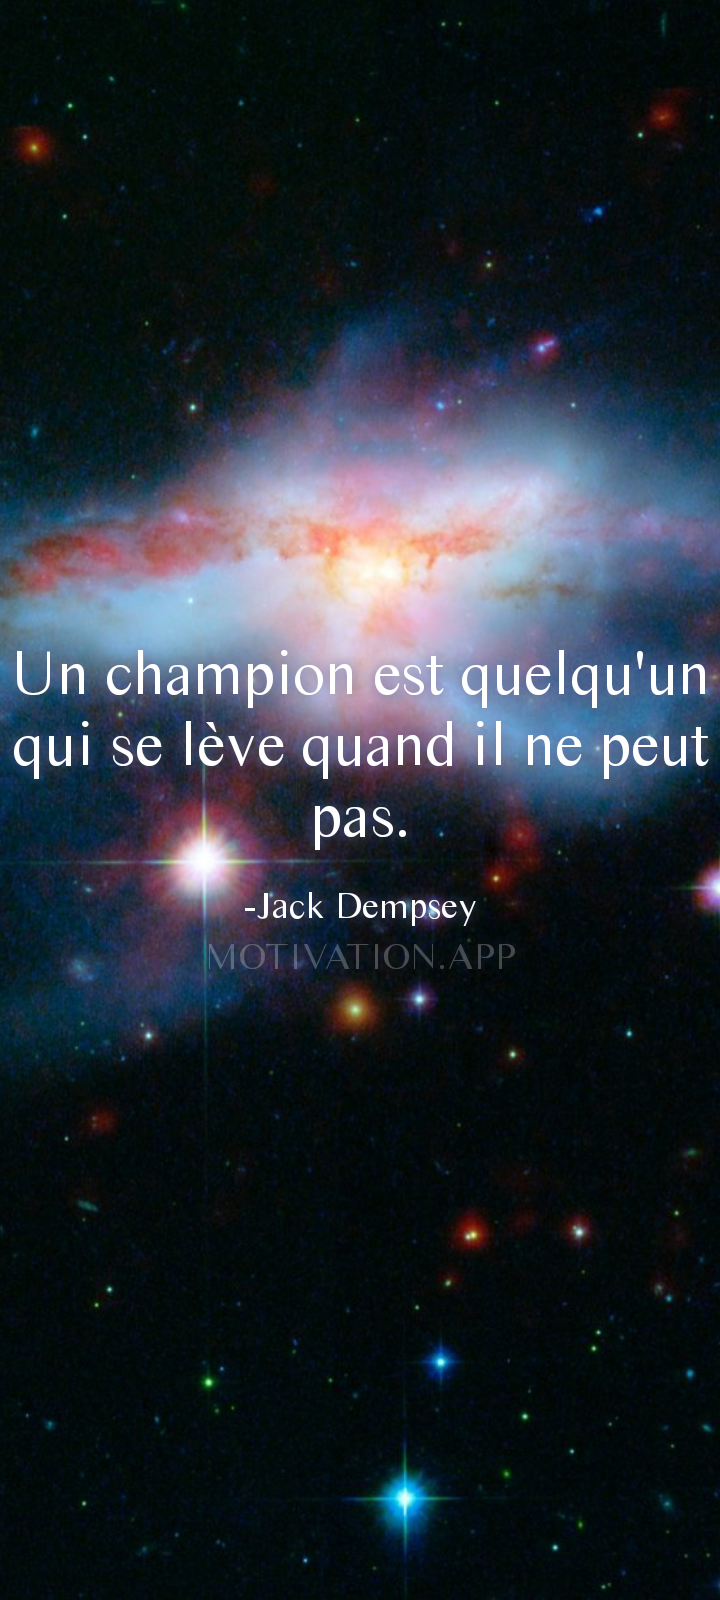 Un champion est quelqu'un
qui se lève quand il ne peut
pas.
-Jack Dempsey
MOTIVATION.APP